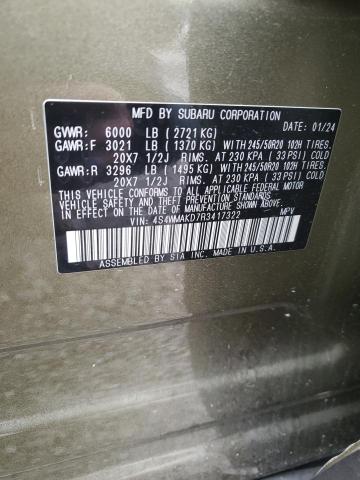 MFD BY SUBARU CORPORATION DATE: 01/24
GVWR: 6000 LB (2721 KG)
GAWR:F 3021 LB (1370 KG) WITH 245/50R20 102H TIRES.
20X7 1/2J RIMS. AT 230 KPA (33 PSI) COLD
GAWR:R 3296 LB (1495 KG) WITH 245/50R20 102H TIRES.
20X7 1/2J RIMS. AT 230 KPA (33 PSI) COLD
THIS VEHICLE CONFORMS TO ALL APPLICABLE FEDERAL MOTOR
VEHICLE SAFETY AND BUMPER STANDARDS IN EFFECT ON THE
DATE OF MANUFACTURE SHOWN ABOVE.
VIN: 4S4WMAKD7R3417322 MPV
ASSEMBLED BY SIA INC. MADE IN U.S.A.